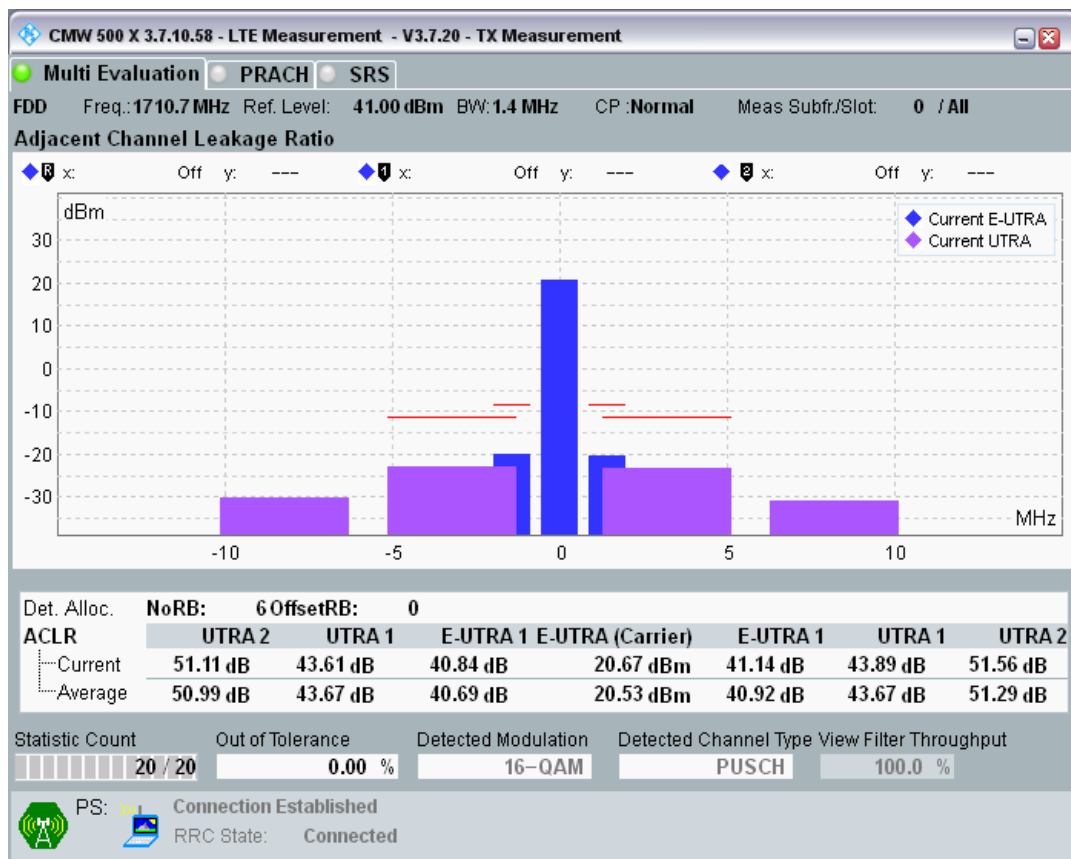 CMW 500 X 3.7.10.58 - LTE Measurement - V3.7.20 - TX Measurement
Multi Evaluation PRACH SRS
FDD Freq.: 1710.7 MHz Ref. Level: 41.00 dBm BW: 1.4 MHz CP : Normal Meas Subfr./Slot: 0 / All
Adjacent Channel Leakage Ratio
R x: Off y: --- 1 x: Off y: --- 2 x: Off y: ---
dBm
Current E-UTRA
Current UTRA
30
20
10
0
-10
-20
-30
MHz
-10 -5 0 5 10
Det. Alloc. NoRB: 6 OffsetRB: 0
ACLR UTRA 2 UTRA 1 E-UTRA 1 E-UTRA (Carrier) E-UTRA 1 UTRA 1 UTRA 2
Current 51.11 dB 43.61 dB 40.84 dB 20.67 dBm 41.14 dB 43.89 dB 51.56 dB
Average 50.99 dB 43.67 dB 40.69 dB 20.53 dBm 40.92 dB 43.67 dB 51.29 dB
Statistic Count Out of Tolerance Detected Modulation Detected Channel Type View Filter Throughput
20 / 20 0.00 % 16-QAM PUSCH 100.0 %
PS: Connection Established
RRC State: Connected